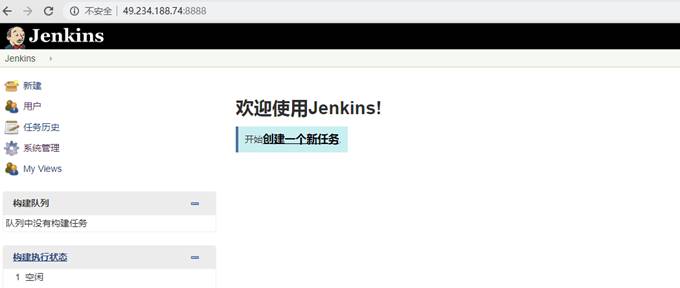 不安全 | 49.234.188.74:8888
Jenkins
Jenkins ›
新建
用户
任务历史
系统管理
My Views
欢迎使用Jenkins!
开始创建一个新任务
构建队列
队列中没有构建任务
构建执行状态
1 空闲